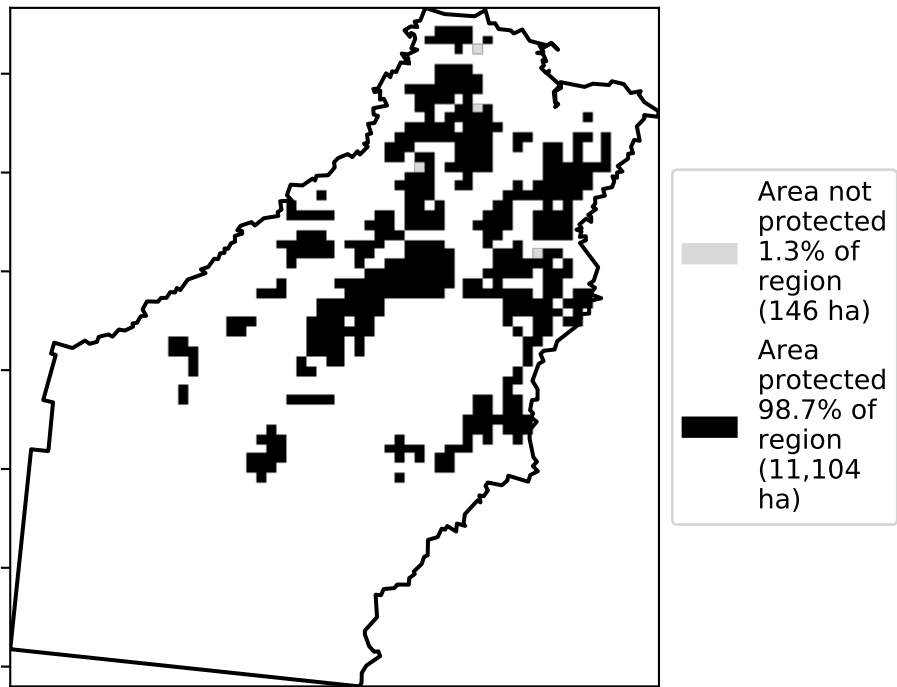 Area not
protected
1.3% of
region
(146 ha)
Area
protected
98.7% of
region
(11,104
ha)